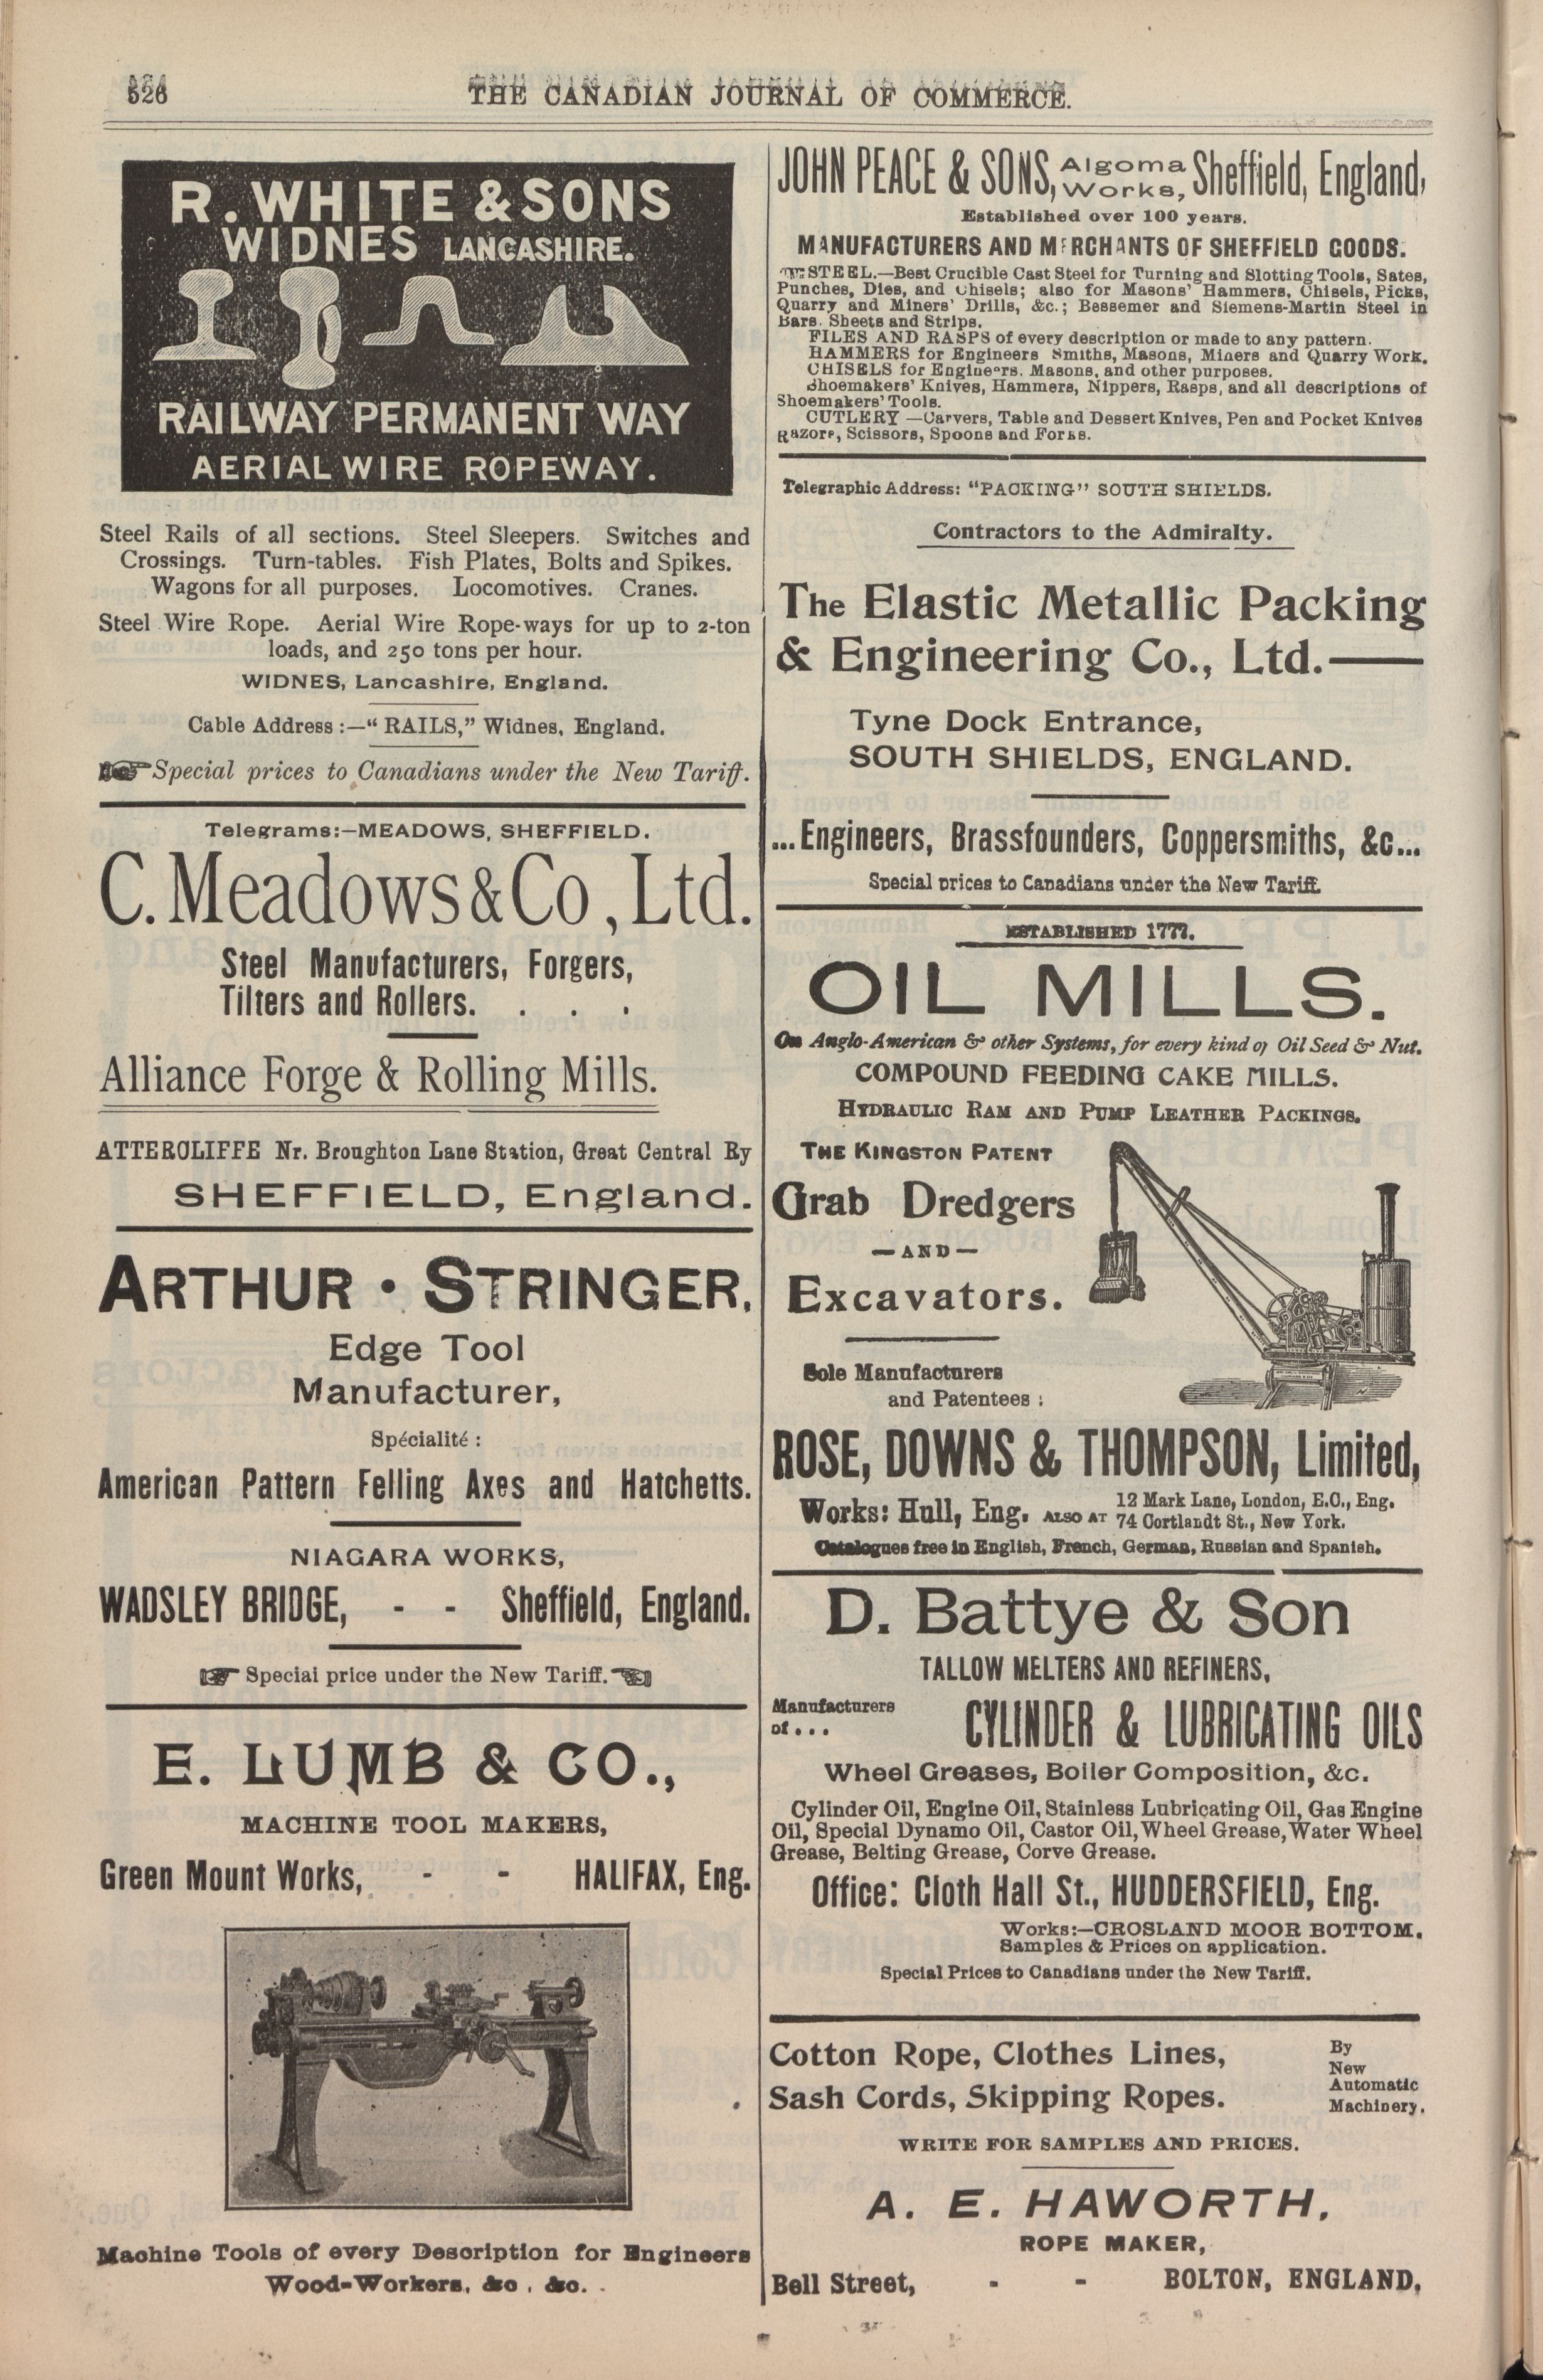 526
THE CANADIAN JOURNAL OF COMMERCE.
R. WHITE & SONS
WIDNES LANCASHIRE.
RAILWAY PERMANENT WAY
AERIAL WIRE ROPEWAY.
Steel Rails of all sections. Steel Sleepers. Switches and
Crossings. Turn-tables. Fish Plates, Bolts and Spikes.
Wagons for all purposes. Locomotives. Cranes.
Steel Wire Rope. Aerial Wire Rope-ways for up to 2-ton
loads, and 250 tons per hour.
WIDNES, Lancashire, England.
Cable Address :—“ RAILS,” Widnes, England.
☞ Special prices to Canadians under the New Tariff.
Telegrams:—MEADOWS, SHEFFIELD.
C. Meadows & Co, Ltd.
Steel Manufacturers, Forgers,
Tilters and Rollers. . . .
Alliance Forge & Rolling Mills.
ATTERCLIFFE Nr. Broughton Lane Station, Great Central Ry
SHEFFIELD, England.
ARTHUR · STRINGER,
Edge Tool
Manufacturer,
Spécialité :
American Pattern Felling Axes and Hatchetts.
NIAGARA WORKS,
WADSLEY BRIDGE, - - Sheffield, England.
☞ Special price under the New Tariff. ☜
E. LUMB & CO.,
MACHINE TOOL MAKERS,
Green Mount Works, - - HALIFAX, Eng.
Machine Tools of every Description for Engineers
Wood-Workers, &c , &c.
JOHN PEACE & SONS, Algoma Works, Sheffield, England,
Established over 100 years.
MANUFACTURERS AND MERCHANTS OF SHEFFIELD GOODS.
STEEL.—Best Crucible Cast Steel for Turning and Slotting Tools, Sates,
Punches, Dies, and Chisels; also for Masons' Hammers, Chisels, Picks,
Quarry and Miners' Drills, &c.; Bessemer and Siemens-Martin Steel in
Bars, Sheets and Strips.
FILES AND RASPS of every description or made to any pattern.
HAMMERS for Engineers Smiths, Masons, Miners and Quarry Work.
CHISELS for Engineers. Masons, and other purposes.
Shoemakers' Knives, Hammers, Nippers, Rasps, and all descriptions of
Shoemakers' Tools.
CUTLERY —Carvers, Table and Dessert Knives, Pen and Pocket Knives
Razors, Scissors, Spoons and Forks.
Telegraphic Address: “PACKING” SOUTH SHIELDS.
Contractors to the Admiralty.
The Elastic Metallic Packing
& Engineering Co., Ltd.—
Tyne Dock Entrance,
SOUTH SHIELDS, ENGLAND.
...Engineers, Brassfounders, Coppersmiths, &c...
Special prices to Canadians under the New Tariff.
ESTABLISHED 1777.
OIL MILLS.
On Anglo-American & other Systems, for every kind of Oil Seed & Nut.
COMPOUND FEEDING CAKE MILLS.
HYDRAULIC RAM AND PUMP LEATHER PACKINGS.
THE KINGSTON PATENT
Grab Dredgers
—AND—
Excavators.
Sole Manufacturers
and Patentees :
ROSE, DOWNS & THOMPSON, Limited,
Works: Hull, Eng. ALSO AT 12 Mark Lane, London, E.C., Eng.
74 Cortlandt St., New York.
Catalogues free in English, French, German, Russian and Spanish.
D. Battye & Son
TALLOW MELTERS AND REFINERS,
Manufacturers
of . . .
CYLINDER & LUBRICATING OILS
Wheel Greases, Boiler Composition, &c.
Cylinder Oil, Engine Oil, Stainless Lubricating Oil, Gas Engine
Oil, Special Dynamo Oil, Castor Oil, Wheel Grease, Water Wheel
Grease, Belting Grease, Corve Grease.
Office: Cloth Hall St., HUDDERSFIELD, Eng.
Works:—CROSLAND MOOR BOTTOM.
Samples & Prices on application.
Special Prices to Canadians under the New Tariff.
Cotton Rope, Clothes Lines,
Sash Cords, Skipping Ropes.
By
New
Automatic
Machinery.
WRITE FOR SAMPLES AND PRICES.
A. E. HAWORTH,
ROPE MAKER,
Bell Street, - - BOLTON, ENGLAND.